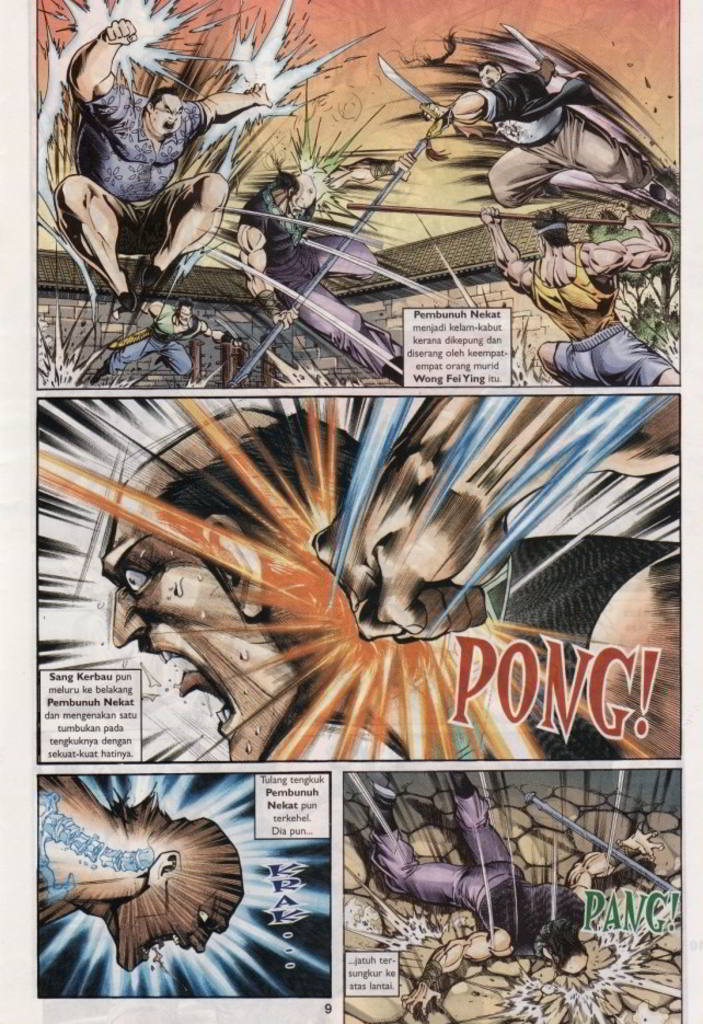 Pembunuh Nekat
menjadi kelam-kabut
kerana dikepung dan
diserang oleh keempat-
empat orang murid
Wong Fei Ying itu.
Sang Kerbau pun
meluru ke belakang
Pembunuh Nekat
dan mengenakan satu
tumbukan pada
tengkuknya dengan
sekuat-kuat hatinya.
PONG!
Tulang tengkuk
Pembunuh
Nekat pun
terkehel.
Dia pun...
KRAK...
PANG!
...jatuh ter-
sungkur ke
atas lantai.
9